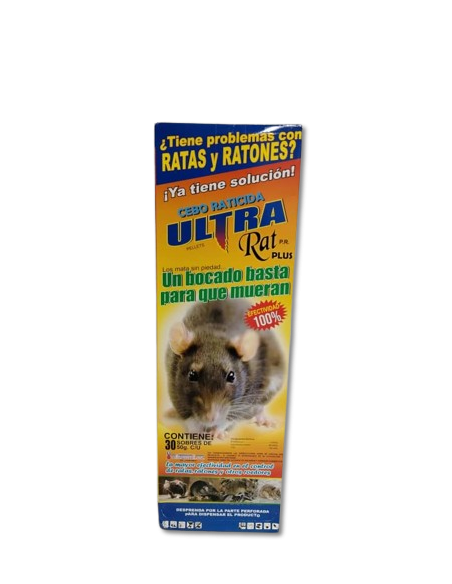 ¿Tiene problemas con
RATAS y RATONES?
¡Ya tiene solución!
CEBO RATICIDA
ULTRA
PELLETS
Rat P.R.
PLUS
Los mata sin piedad
Un bocado basta
para que mueran
EFECTIVIDAD
100%
CONTIENE:
30 SOBRES DE
50g. C/U
La mayor efectividad en el control
de ratas, ratones y otros roedores
DESPRENDA POR LA PARTE PERFORADA
PARA DISPENSAR EL PRODUCTO